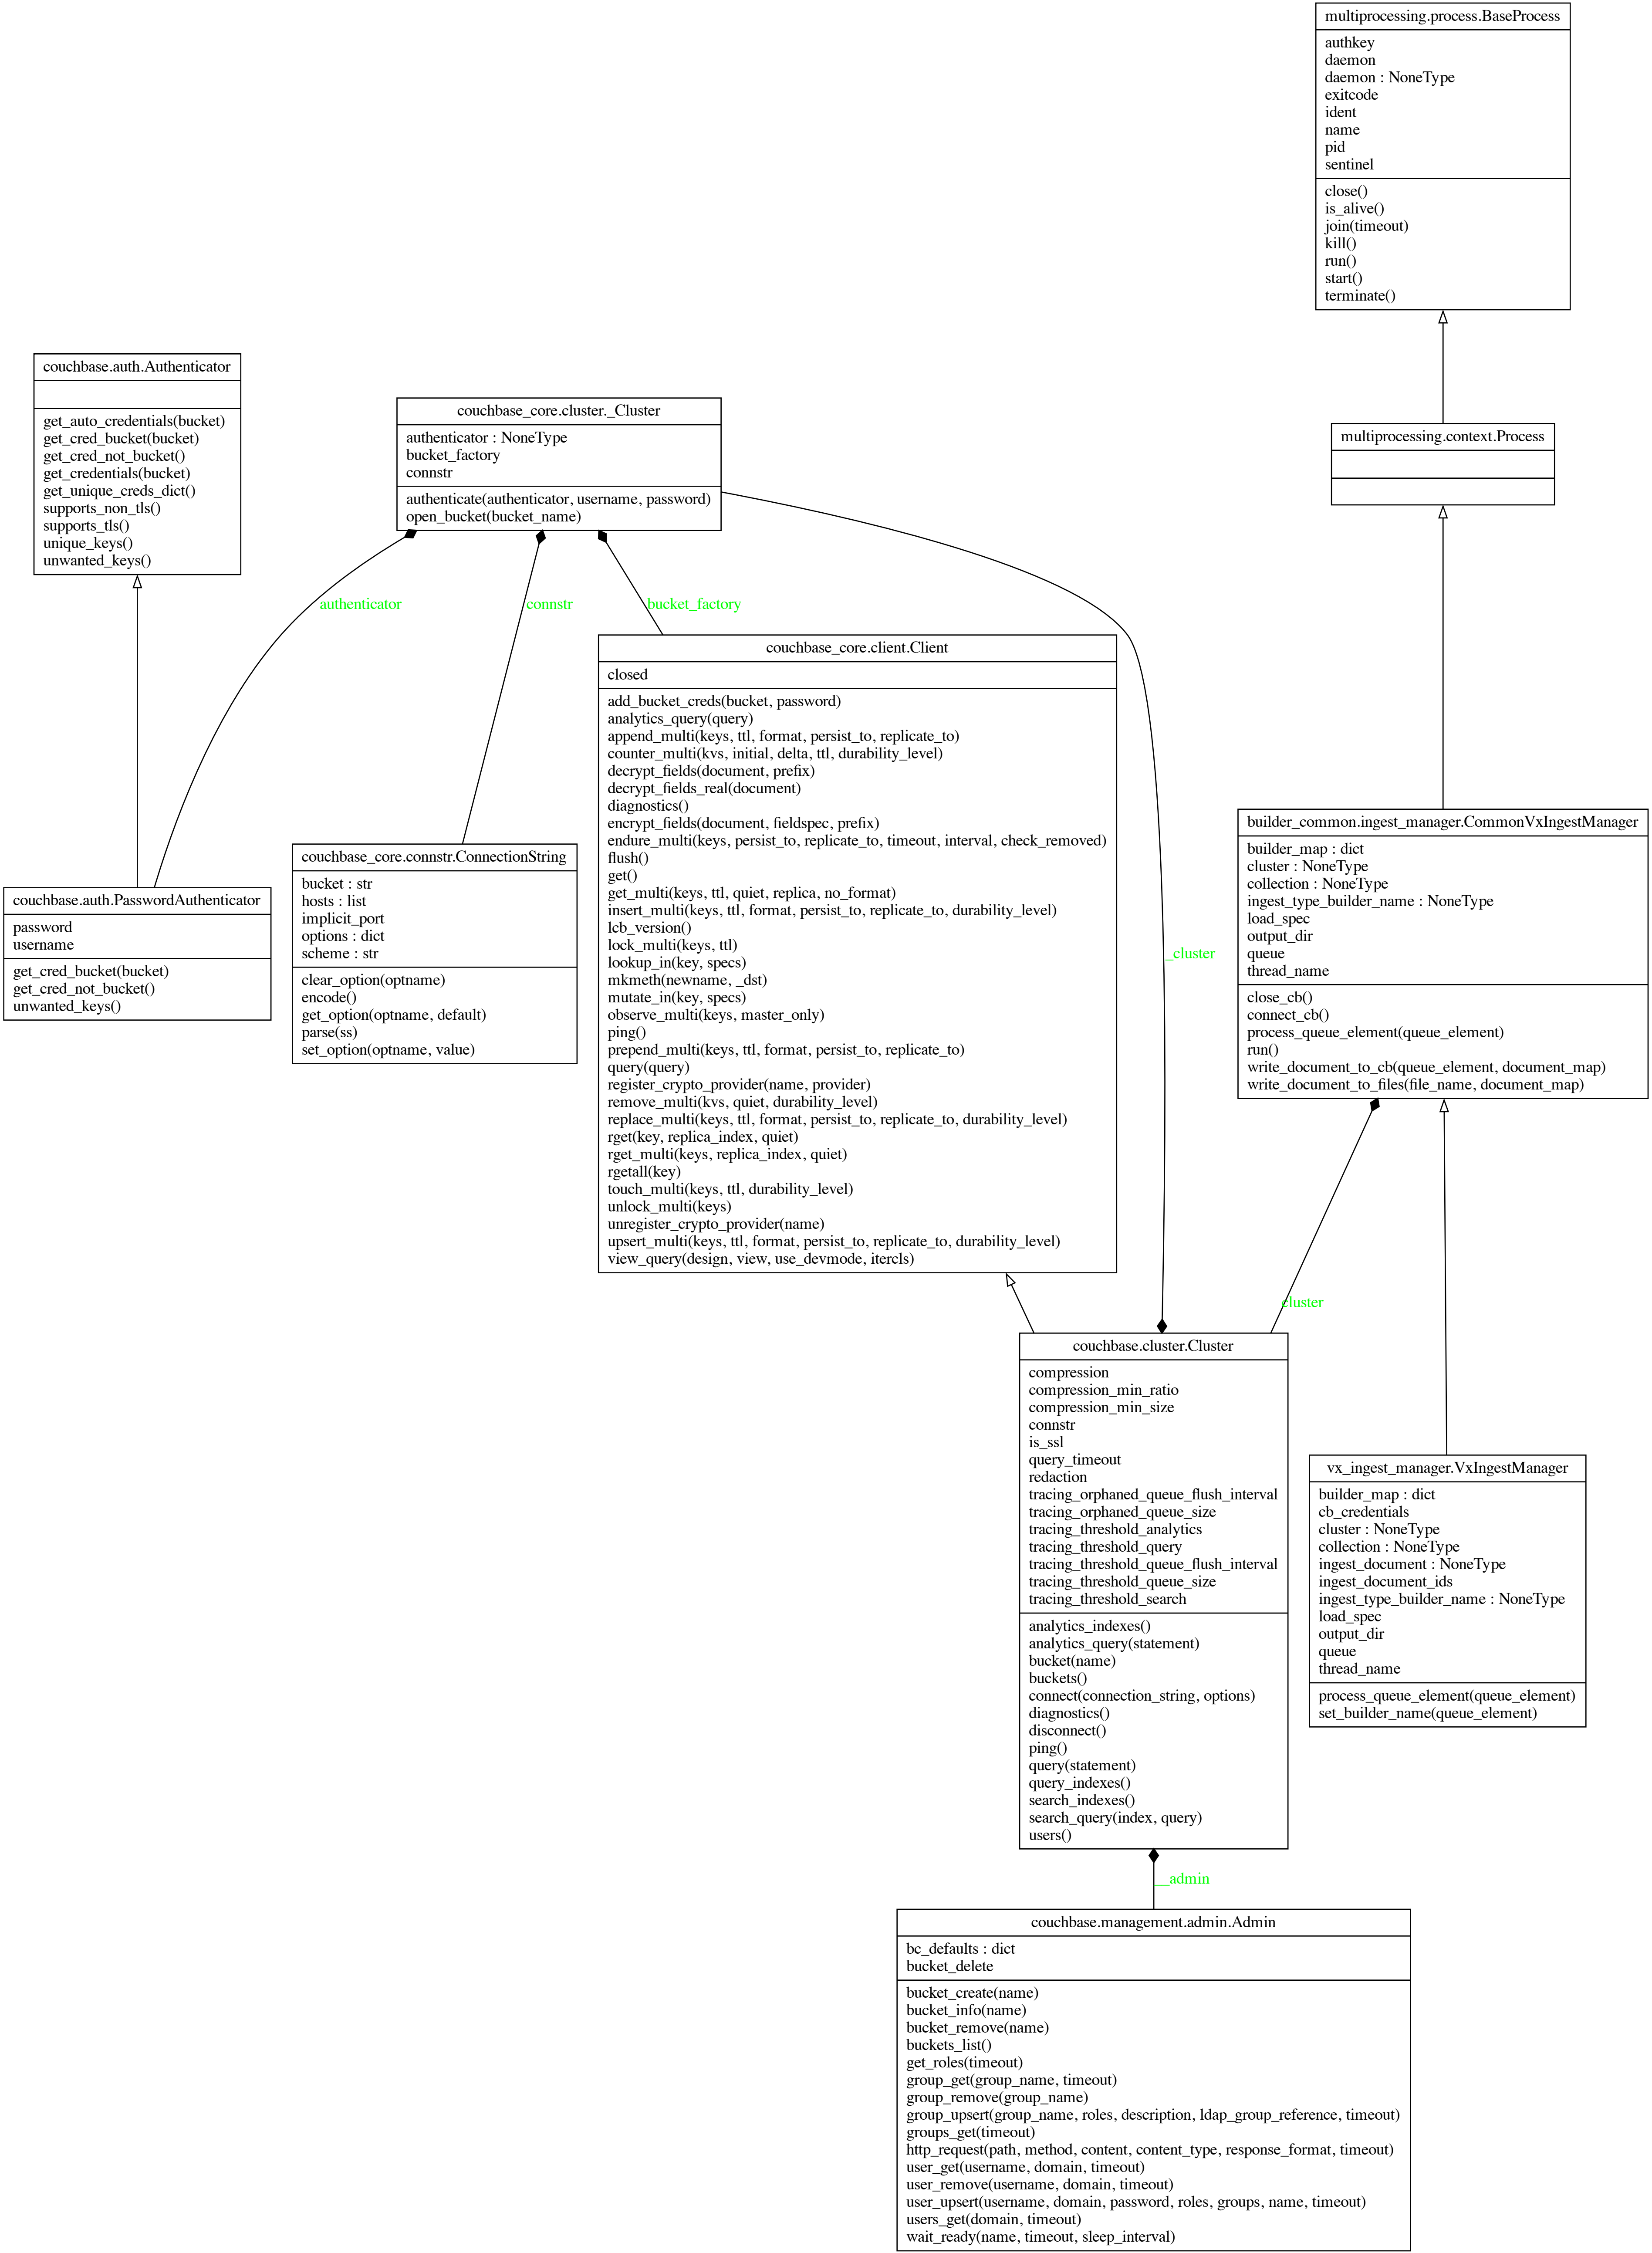 multiprocessing.process.BaseProcess
authkey
daemon
daemon : NoneType
exitcode
ident
name
pid
sentinel
close()
is_alive()
join(timeout)
kill()
run()
start()
terminate()
couchbase.auth.Authenticator
get_auto_credentials(bucket)
get_cred_bucket(bucket)
get_cred_not_bucket()
get_credentials(bucket)
get_unique_creds_dict()
supports_non_tls()
supports_tls()
unique_keys()
unwanted_keys()
couchbase_core.cluster._Cluster
authenticator : NoneType
bucket_factory
connstr
authenticate(authenticator, username, password)
open_bucket(bucket_name)
multiprocessing.context.Process
authenticator
connstr
bucket_factory
couchbase_core.client.Client
closed
add_bucket_creds(bucket, password)
analytics_query(query)
append_multi(keys, ttl, format, persist_to, replicate_to)
counter_multi(kvs, initial, delta, ttl, durability_level)
decrypt_fields(document, prefix)
decrypt_fields_real(document)
diagnostics()
encrypt_fields(document, fieldspec, prefix)
endure_multi(keys, persist_to, replicate_to, timeout, interval, check_removed)
flush()
get()
get_multi(keys, ttl, quiet, replica, no_format)
insert_multi(keys, ttl, format, persist_to, replicate_to, durability_level)
lcb_version()
lock_multi(keys, ttl)
lookup_in(key, specs)
mkmeth(newname, _dst)
mutate_in(key, specs)
observe_multi(keys, master_only)
ping()
prepend_multi(keys, ttl, format, persist_to, replicate_to)
query(query)
register_crypto_provider(name, provider)
remove_multi(kvs, quiet, durability_level)
replace_multi(keys, ttl, format, persist_to, replicate_to, durability_level)
rget(key, replica_index, quiet)
rget_multi(keys, replica_index, quiet)
rgetall(key)
touch_multi(keys, ttl, durability_level)
unlock_multi(keys)
unregister_crypto_provider(name)
upsert_multi(keys, ttl, format, persist_to, replicate_to, durability_level)
view_query(design, view, use_devmode, itercls)
couchbase.auth.PasswordAuthenticator
password
username
get_cred_bucket(bucket)
get_cred_not_bucket()
unwanted_keys()
couchbase_core.connstr.ConnectionString
bucket : str
hosts : list
implicit_port
options : dict
scheme : str
clear_option(optname)
encode()
get_option(optname, default)
parse(ss)
set_option(optname, value)
_cluster
builder_common.ingest_manager.CommonVxIngestManager
builder_map : dict
cluster : NoneType
collection : NoneType
ingest_type_builder_name : NoneType
load_spec
output_dir
queue
thread_name
close_cb()
connect_cb()
process_queue_element(queue_element)
run()
write_document_to_cb(queue_element, document_map)
write_document_to_files(file_name, document_map)
cluster
couchbase.cluster.Cluster
compression
compression_min_ratio
compression_min_size
connstr
is_ssl
query_timeout
redaction
tracing_orphaned_queue_flush_interval
tracing_orphaned_queue_size
tracing_threshold_analytics
tracing_threshold_query
tracing_threshold_queue_flush_interval
tracing_threshold_queue_size
tracing_threshold_search
analytics_indexes()
analytics_query(statement)
bucket(name)
buckets()
connect(connection_string, options)
diagnostics()
disconnect()
ping()
query(statement)
query_indexes()
search_indexes()
search_query(index, query)
users()
vx_ingest_manager.VxIngestManager
builder_map : dict
cb_credentials
cluster : NoneType
collection : NoneType
ingest_document : NoneType
ingest_document_ids
ingest_type_builder_name : NoneType
load_spec
output_dir
queue
thread_name
process_queue_element(queue_element)
set_builder_name(queue_element)
__admin
couchbase.management.admin.Admin
bc_defaults : dict
bucket_delete
bucket_create(name)
bucket_info(name)
bucket_remove(name)
buckets_list()
get_roles(timeout)
group_get(group_name, timeout)
group_remove(group_name)
group_upsert(group_name, roles, description, ldap_group_reference, timeout)
groups_get(timeout)
http_request(path, method, content, content_type, response_format, timeout)
user_get(username, domain, timeout)
user_remove(username, domain, timeout)
user_upsert(username, domain, password, roles, groups, name, timeout)
users_get(domain, timeout)
wait_ready(name, timeout, sleep_interval)